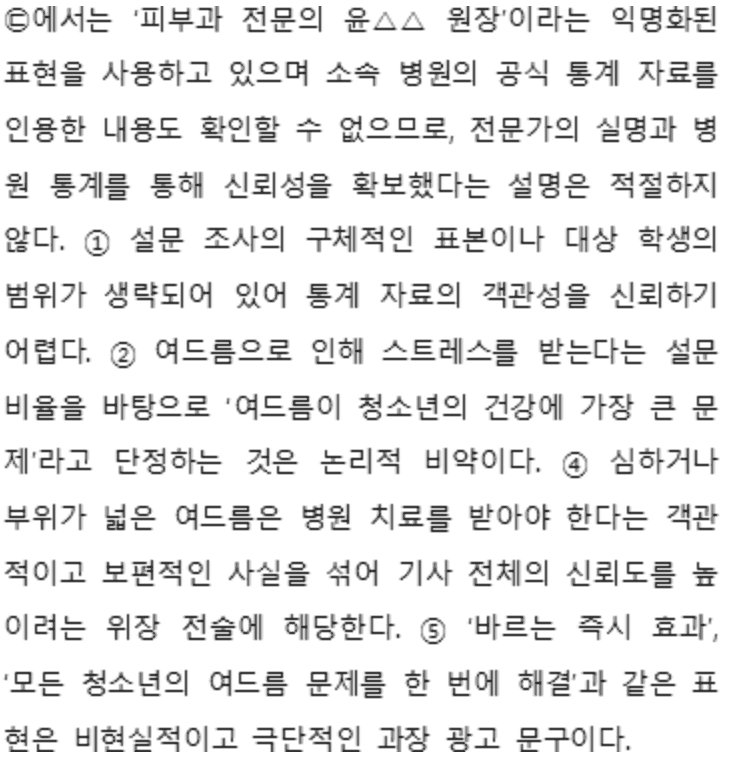 ©에서는 '피부과 전문의 윤△△ 원장'이라는 익명화된
표현을 사용하고 있으며 소속 병원의 공식 통계 자료를
인용한 내용도 확인할 수 없으므로, 전문가의 실명과 병
원 통계를 통해 신뢰성을 확보했다는 설명은 적절하지
않다. ① 설문 조사의 구체적인 표본이나 대상 학생의
범위가 생략되어 있어 통계 자료의 객관성을 신뢰하기
어렵다. ② 여드름으로 인해 스트레스를 받는다는 설문
비율을 바탕으로 '여드름이 청소년의 건강에 가장 큰 문
제'라고 단정하는 것은 논리적 비약이다. ④ 심하거나
부위가 넓은 여드름은 병원 치료를 받아야 한다는 객관
적이고 보편적인 사실을 섞어 기사 전체의 신뢰도를 높
이려는 위장 전술에 해당한다. ⑤ '바르는 즉시 효과',
'모든 청소년의 여드름 문제를 한 번에 해결'과 같은 표
현은 비현실적이고 극단적인 과장 광고 문구이다.